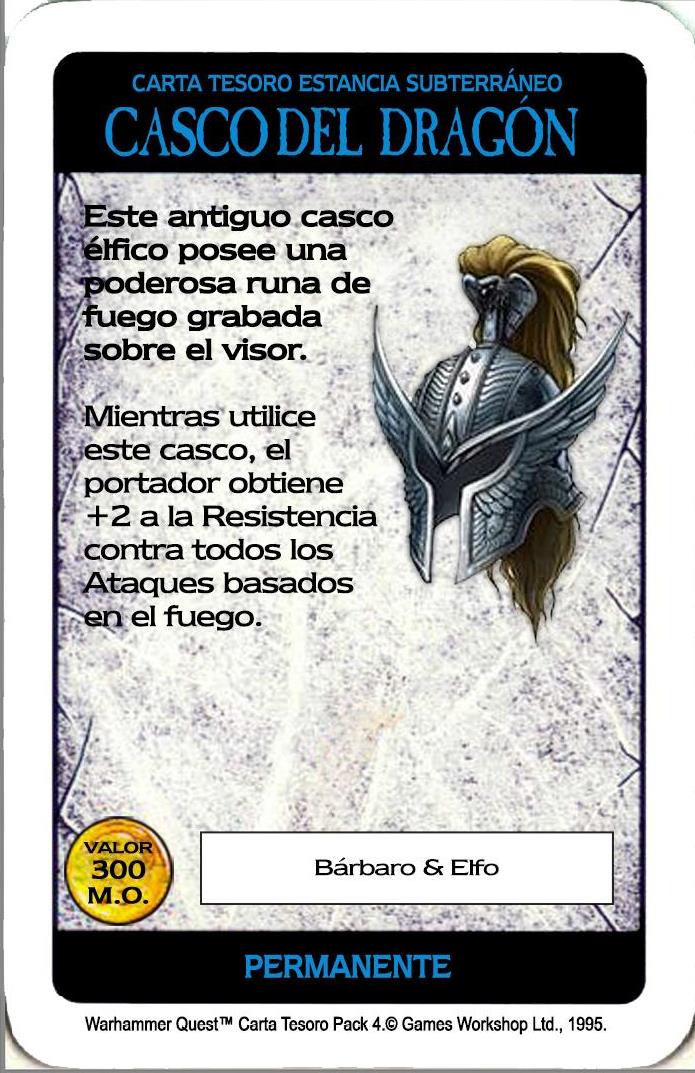 CARTA TESORO ESTANCIA SUBTERRÁNEO
CASCO DEL DRAGÓN
Este antiguo casco
élfico posee una
poderosa runa de
fuego grabada
sobre el visor.
Mientras utilice
este casco, el
portador obtiene
+2 a la Resistencia
contra todos los
Ataques basados
en el fuego.
VALOR
300
M.O.
Bárbaro & Elfo
PERMANENTE
Warhammer Quest™ Carta Tesoro Pack 4.© Games Workshop Ltd., 1995.